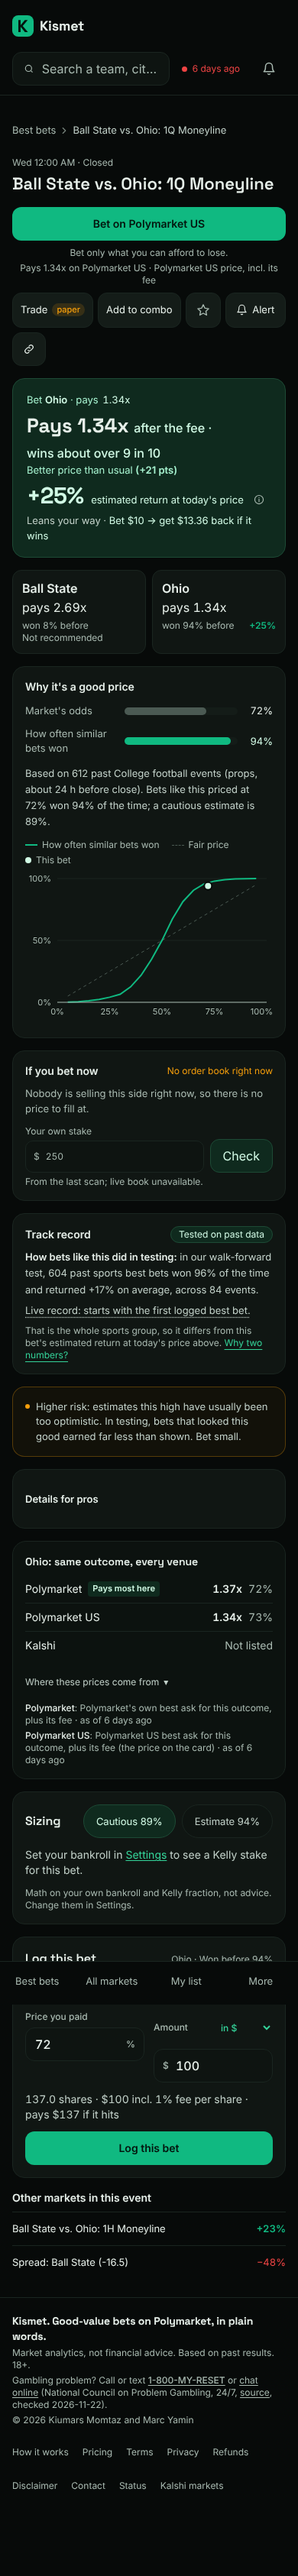 Kismet
Search a team, cit...
6 days ago
Best bets > Ball State vs. Ohio: 1Q Moneyline
Wed 12:00 AM · Closed
Ball State vs. Ohio: 1Q Moneyline
Bet on Polymarket US
Bet only what you can afford to lose.
Pays 1.34x on Polymarket US · Polymarket US price, incl. its
fee
Trade paper
Add to combo
Alert
Bet Ohio · pays 1.34x
Pays 1.34x after the fee ·
wins about over 9 in 10
Better price than usual (+21 pts)
+25% estimated return at today's price
Leans your way · Bet $10 → get $13.36 back if it
wins
Ball State
pays 2.69x
won 8% before
Not recommended
Ohio
pays 1.34x
won 94% before +25%
Why it's a good price
Market's odds 72%
How often similar
bets won 94%
Based on 612 past College football events (props,
about 24 h before close). Bets like this priced at
72% won 94% of the time; a cautious estimate is
89%.
How often similar bets won
Fair price
This bet
100%
50%
0%
0% 25% 50% 75% 100%
If you bet now
No order book right now
Nobody is selling this side right now, so there is no
price to fill at.
Your own stake
$ 250
Check
From the last scan; live book unavailable.
Track record
Tested on past data
How bets like this did in testing: in our walk-forward
test, 604 past sports best bets won 96% of the time
and returned +17% on average, across 84 events.
Live record: starts with the first logged best bet.
That is the whole sports group, so it differs from this
bet's estimated return at today's price above. Why two
numbers?
Higher risk: estimates this high have usually been
too optimistic. In testing, bets that looked this
good earned far less than shown. Bet small.
Details for pros
Ohio: same outcome, every venue
Polymarket Pays most here 1.37x 72%
Polymarket US 1.34x 73%
Kalshi Not listed
Where these prices come from ▾
Polymarket: Polymarket's own best ask for this outcome,
plus its fee · as of 6 days ago
Polymarket US: Polymarket US best ask for this
outcome, plus its fee (the price on the card) · as of 6
days ago
Sizing
Cautious 89%
Estimate 94%
Set your bankroll in Settings to see a Kelly stake
for this bet.
Math on your own bankroll and Kelly fraction, not advice.
Change them in Settings.
Log this bet
Ohio · Won before 94%
Best bets
All markets
My list
More
Price you paid
72 %
Amount
in $
$ 100
137.0 shares · $100 incl. 1% fee per share ·
pays $137 if it hits
Log this bet
Other markets in this event
Ball State vs. Ohio: 1H Moneyline +23%
Spread: Ball State (-16.5) −48%
Kismet. Good-value bets on Polymarket, in plain
words.
Market analytics, not financial advice. Based on past results.
18+.
Gambling problem? Call or text 1-800-MY-RESET or chat
online (National Council on Problem Gambling, 24/7, source,
checked 2026-11-22).
© 2026 Kiumars Momtaz and Marc Yamin
How it works
Pricing
Terms
Privacy
Refunds
Disclaimer
Contact
Status
Kalshi markets